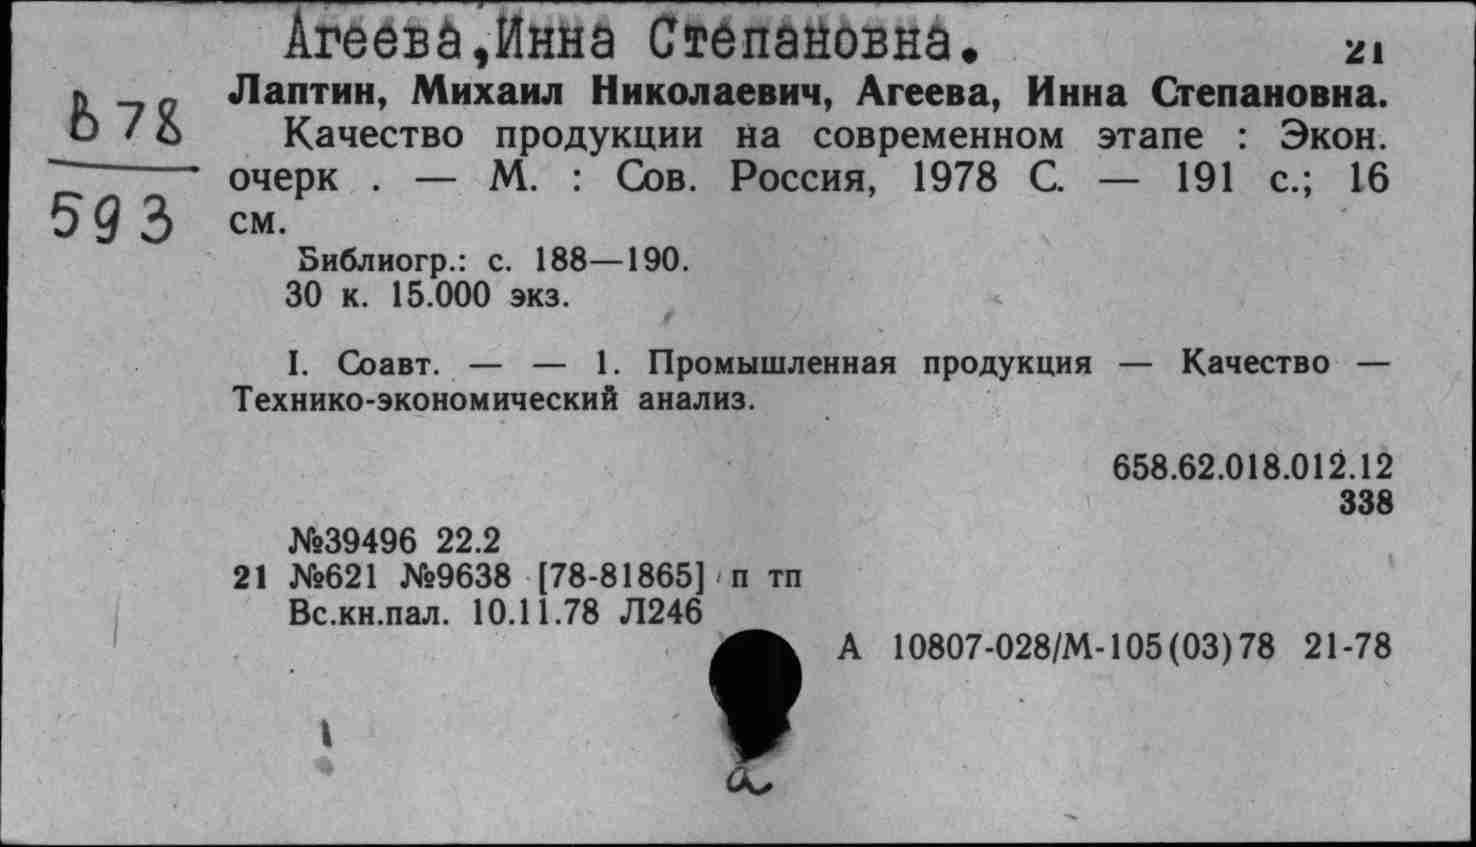 Агеева,Инна Степановна.
21
Лаптин, Михаил Николаевич, Агеева, Инна Степановна.
Качество продукции на современном этапе : Экон.
очерк . — М. : Сов. Россия, 1978 С. — 191 с.; 16
см.
Библиогр.: с. 188—190.
30 к. 15.000 экз.
I. Соавт. — — 1. Промышленная продукция — Качество —
Технико-экономический анализ.
658.62.018.012.12
338
№39496 22.2
21 №621 №9638 [78-81865] п тп
Вс.кн.пал. 10.11.78 Л246
А 10807-028/М-105(03)78 21-78
Б 78
593